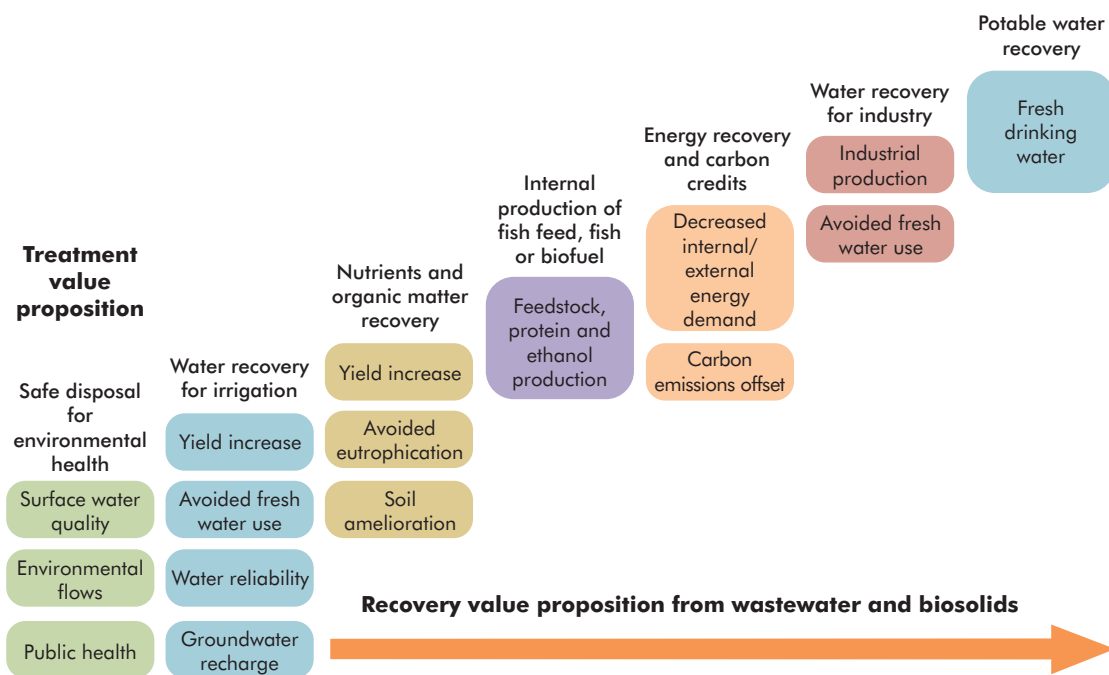 Treatment
value
proposition
Safe disposal
for
environmental
health
Surface water
quality
Environmental
flows
Public health
Water recovery
for irrigation
Yield increase
Avoided fresh
water use
Water reliability
Groundwater
recharge
Nutrients and
organic matter
recovery
Yield increase
Avoided
eutrophication
Soil
amelioration
Internal
production of
fish feed, fish
or biofuel
Feedstock,
protein and
ethanol
production
Energy recovery
and carbon
credits
Decreased
internal/
external
energy
demand
Carbon
emissions offset
Water recovery
for industry
Industrial
production
Avoided fresh
water use
Potable water
recovery
Fresh
drinking
water
Recovery value proposition from wastewater and biosolids